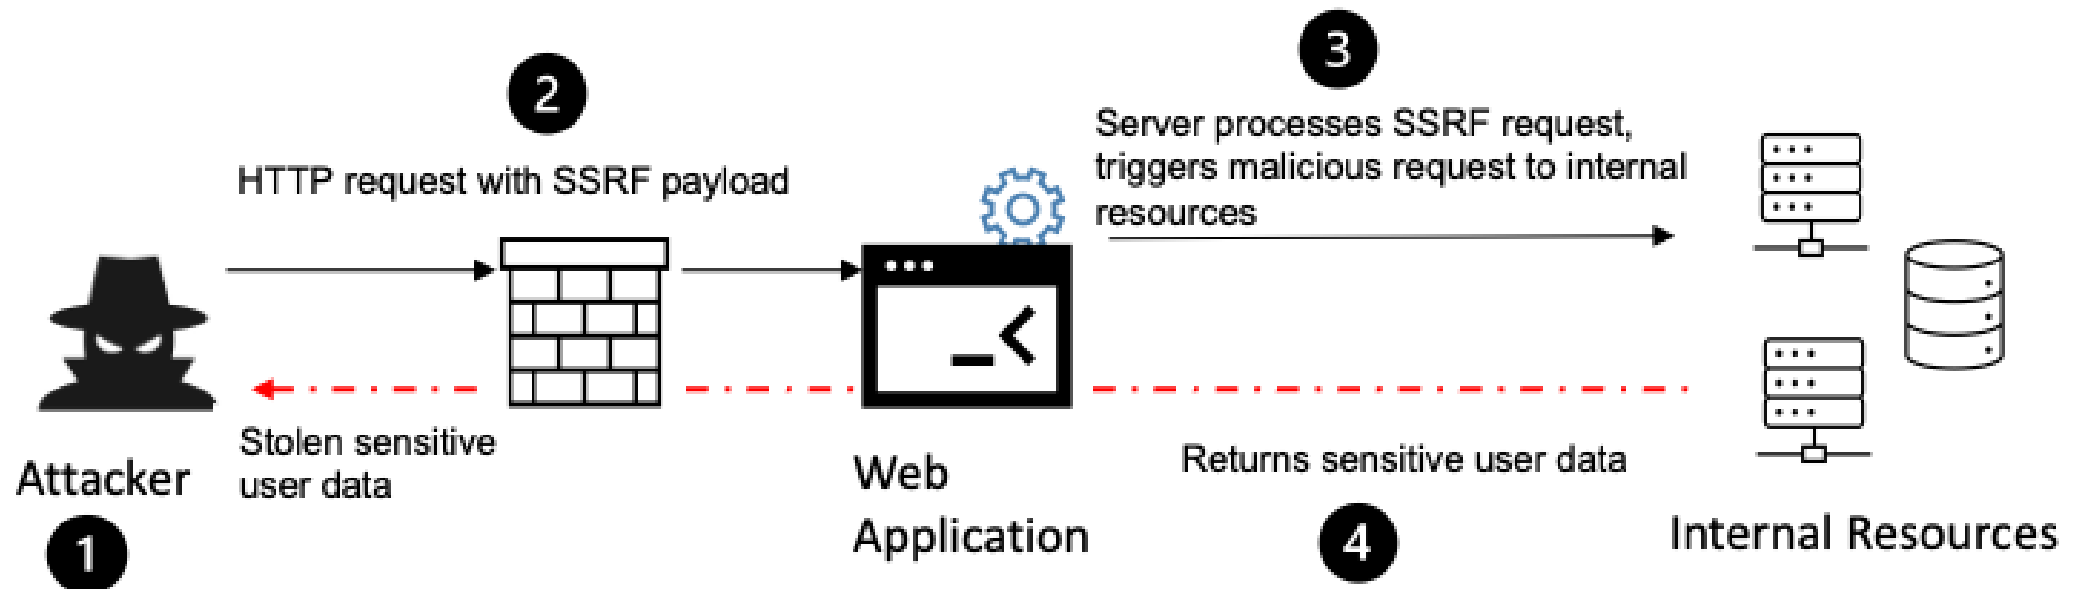 2
HTTP request with SSRF payload
3
Server processes SSRF request,
triggers malicious request to internal
resources
Attacker
1
Stolen sensitive
user data
Web
Application
Returns sensitive user data
4
Internal Resources